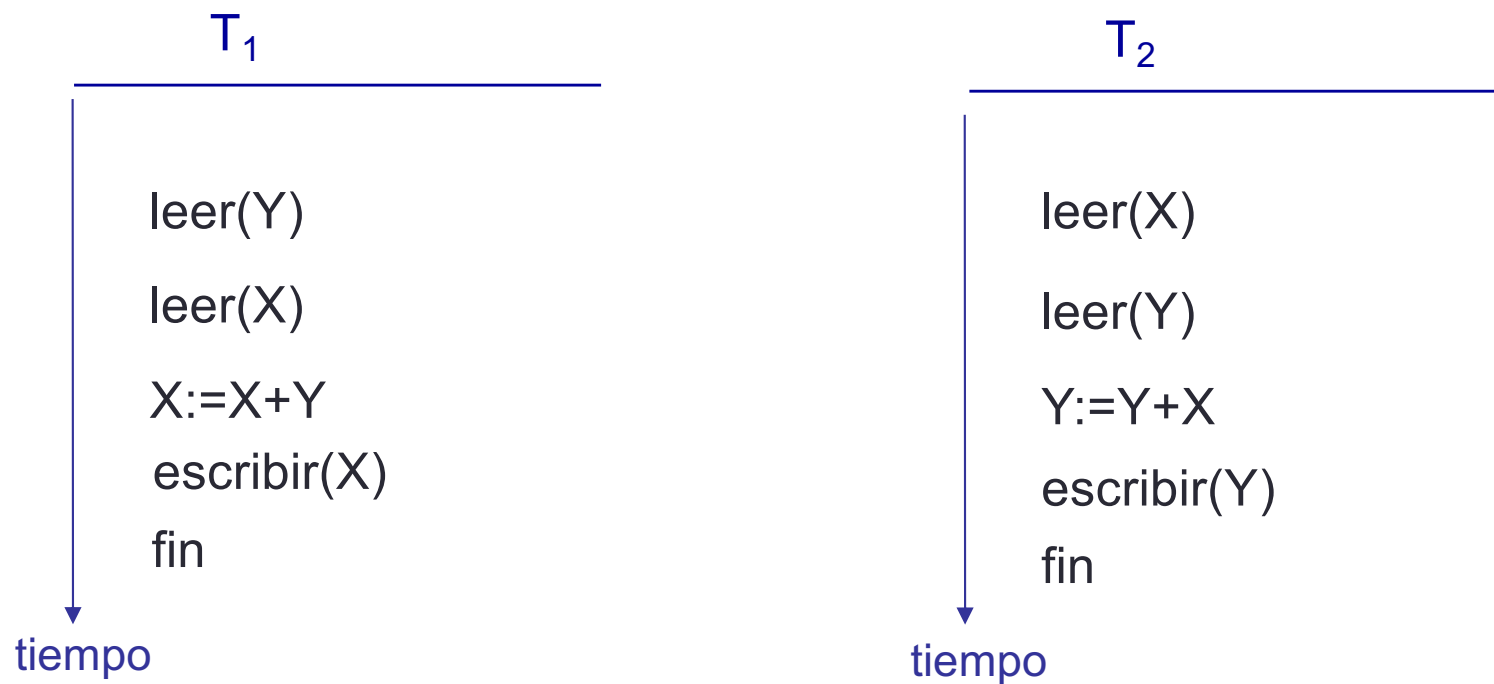 T₁
leer(Y)
leer(X)
X:=X+Y
escribir(X)
fin
tiempo
T₂
leer(X)
leer(Y)
Y:=Y+X
escribir(Y)
fin
tiempo